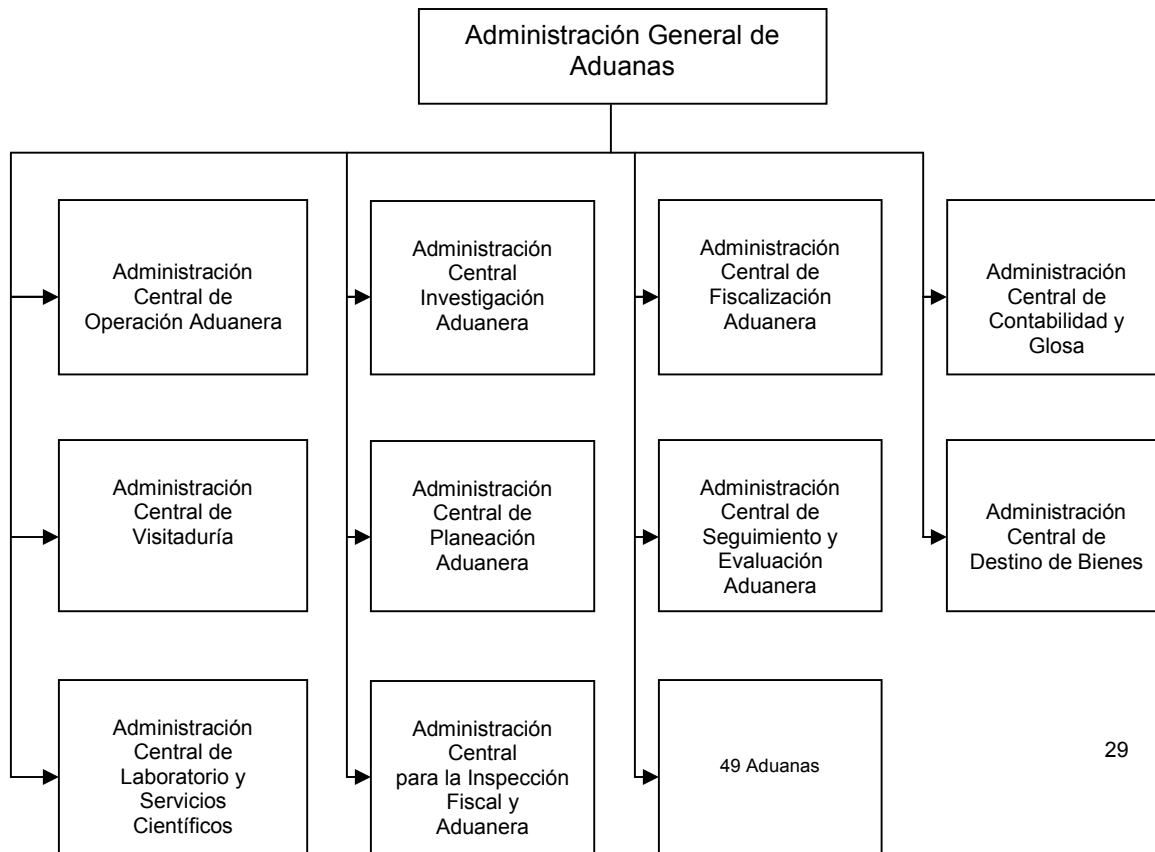 Administración General de
Aduanas
Administración
Central de
Operación Aduanera
Administración
Central
Investigación
Aduanera
Administración
Central de
Fiscalización
Aduanera
Administración
Central de
Contabilidad y
Glosa
Administración
Central de
Visitaduría
Administración
Central de
Planeación
Aduanera
Administración
Central de
Seguimiento y
Evaluación
Aduanera
Administración
Central de
Destino de Bienes
Administración
Central de
Laboratorio y
Servicios
Científicos
Administración
Central
para la Inspección
Fiscal y
Aduanera
49 Aduanas
29